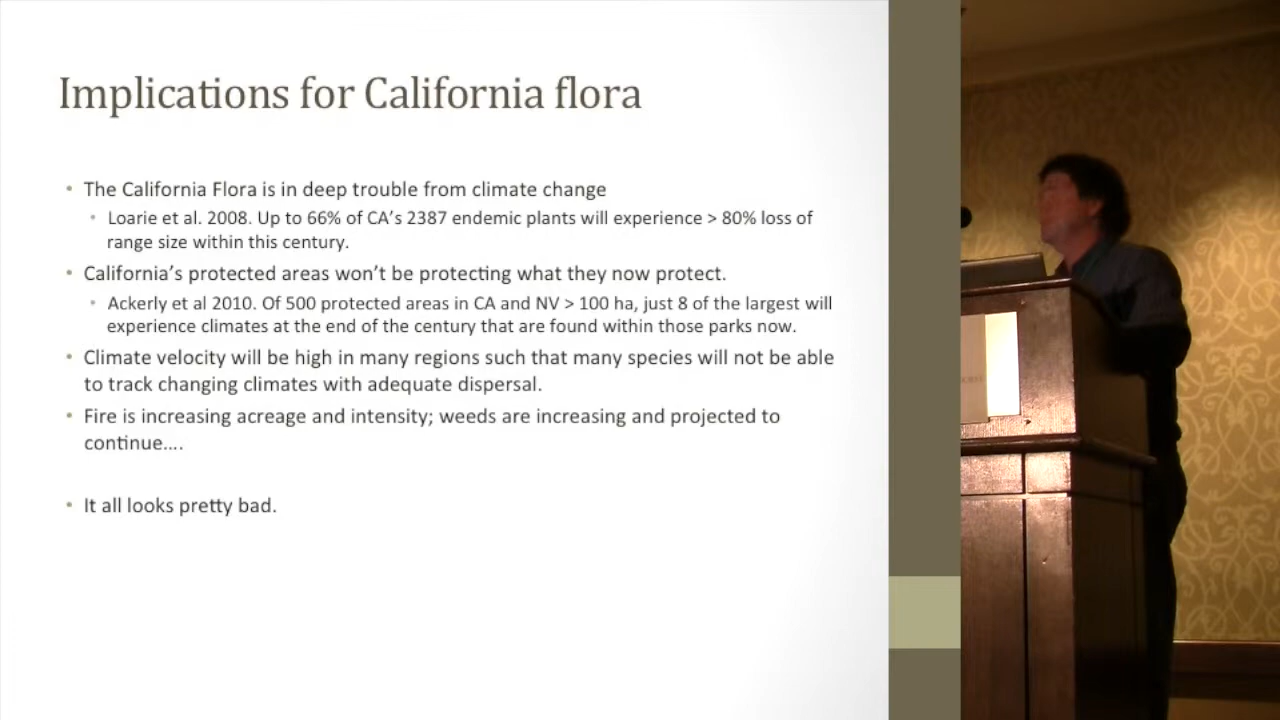 Implications for California flora
• The California Flora is in deep trouble from climate change
• Loarie et al. 2008. Up to 66% of CA's 2387 endemic plants will experience > 80% loss of
range size within this century.
• California's protected areas won't be protecting what they now protect.
• Ackerly et al 2010. Of 500 protected areas in CA and NV > 100 ha, just 8 of the largest will
experience climates at the end of the century that are found within those parks now.
• Climate velocity will be high in many regions such that many species will not be able
to track changing climates with adequate dispersal.
• Fire is increasing acreage and intensity; weeds are increasing and projected to
continue....
• It all looks pretty bad.